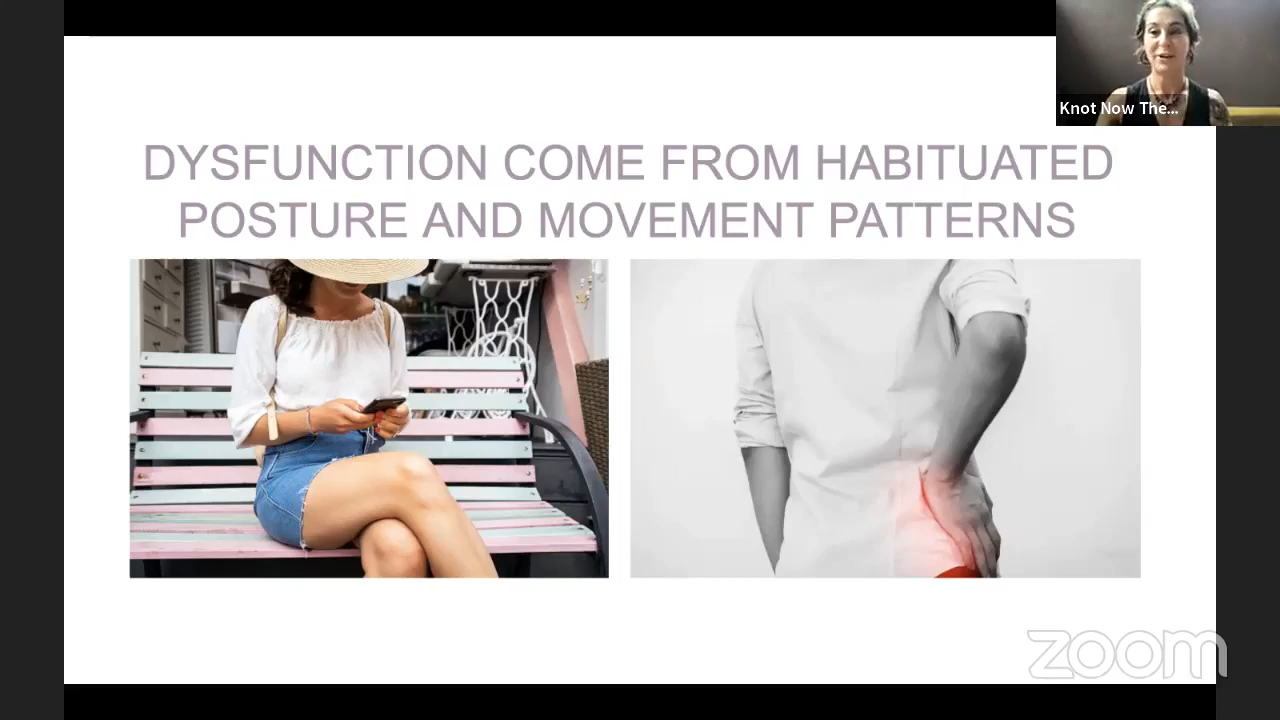 Knot Now The...
DYSFUNCTION COME FROM HABITUATED
POSTURE AND MOVEMENT PATTERNS
zoom